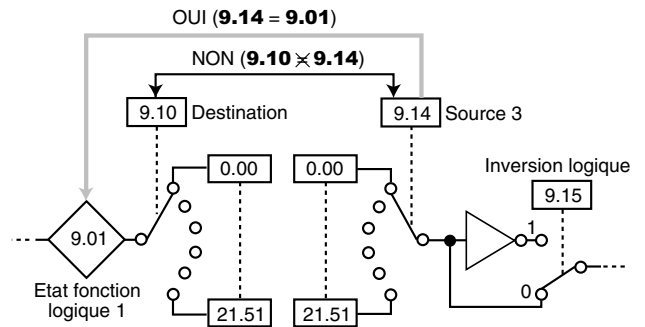 OUI (9.14 = 9.01)
NON (9.10 ≠ 9.14)
9.10 Destination
9.14 Source 3
0.00
0.00
Inversion logique
9.15
9.01
1
Etat fonction
logique 1
0
21.51
21.51